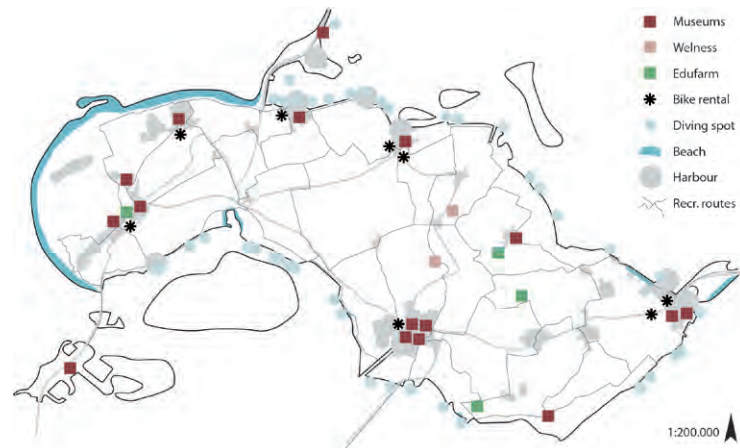 Museums
Welness
Edufarm
Bike rental
Diving spot
Beach
Harbour
Recr. routes
1:200.000